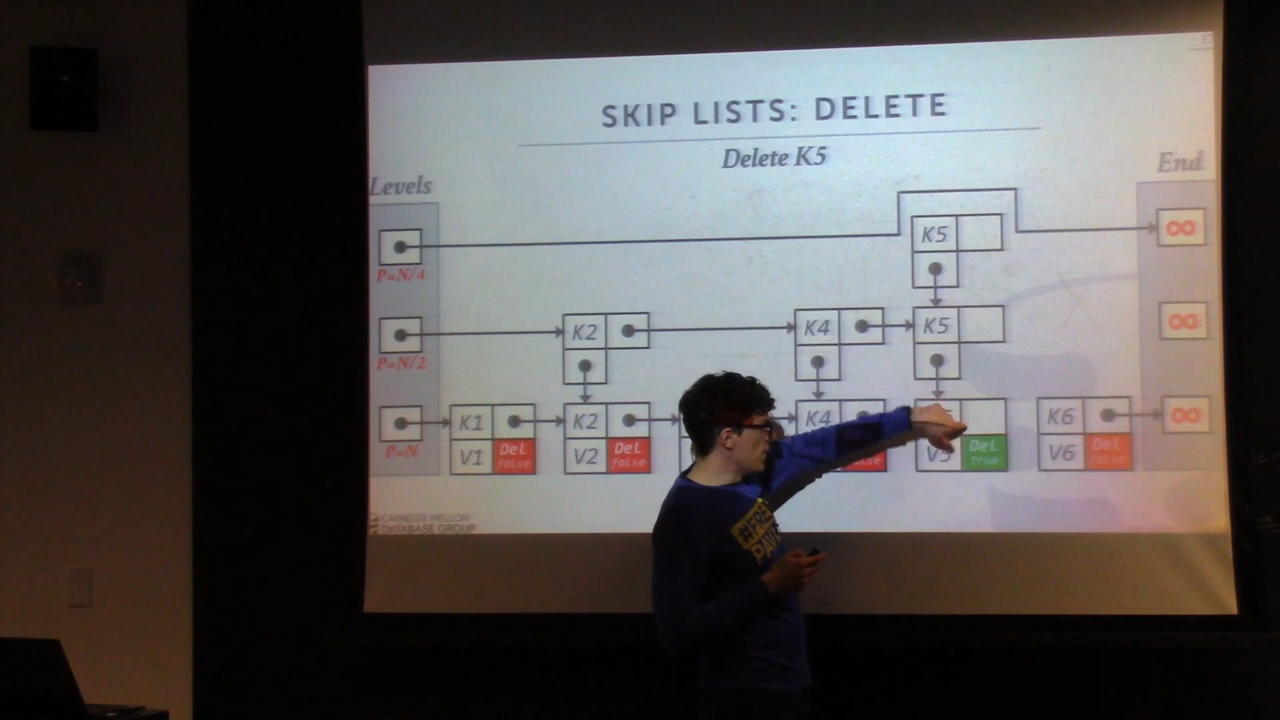 SKIP LISTS: DELETE
Delete K5
Levels
End
K5
∞
P=N/4
K2
K4
K5
∞
P=N/2
K1
K2
K4
K6
∞
P=N
V1
Del
false
V2
Del
false
V5
Del
true
V6
Del
false
CARNEGIE MELLON
DATABASE GROUP